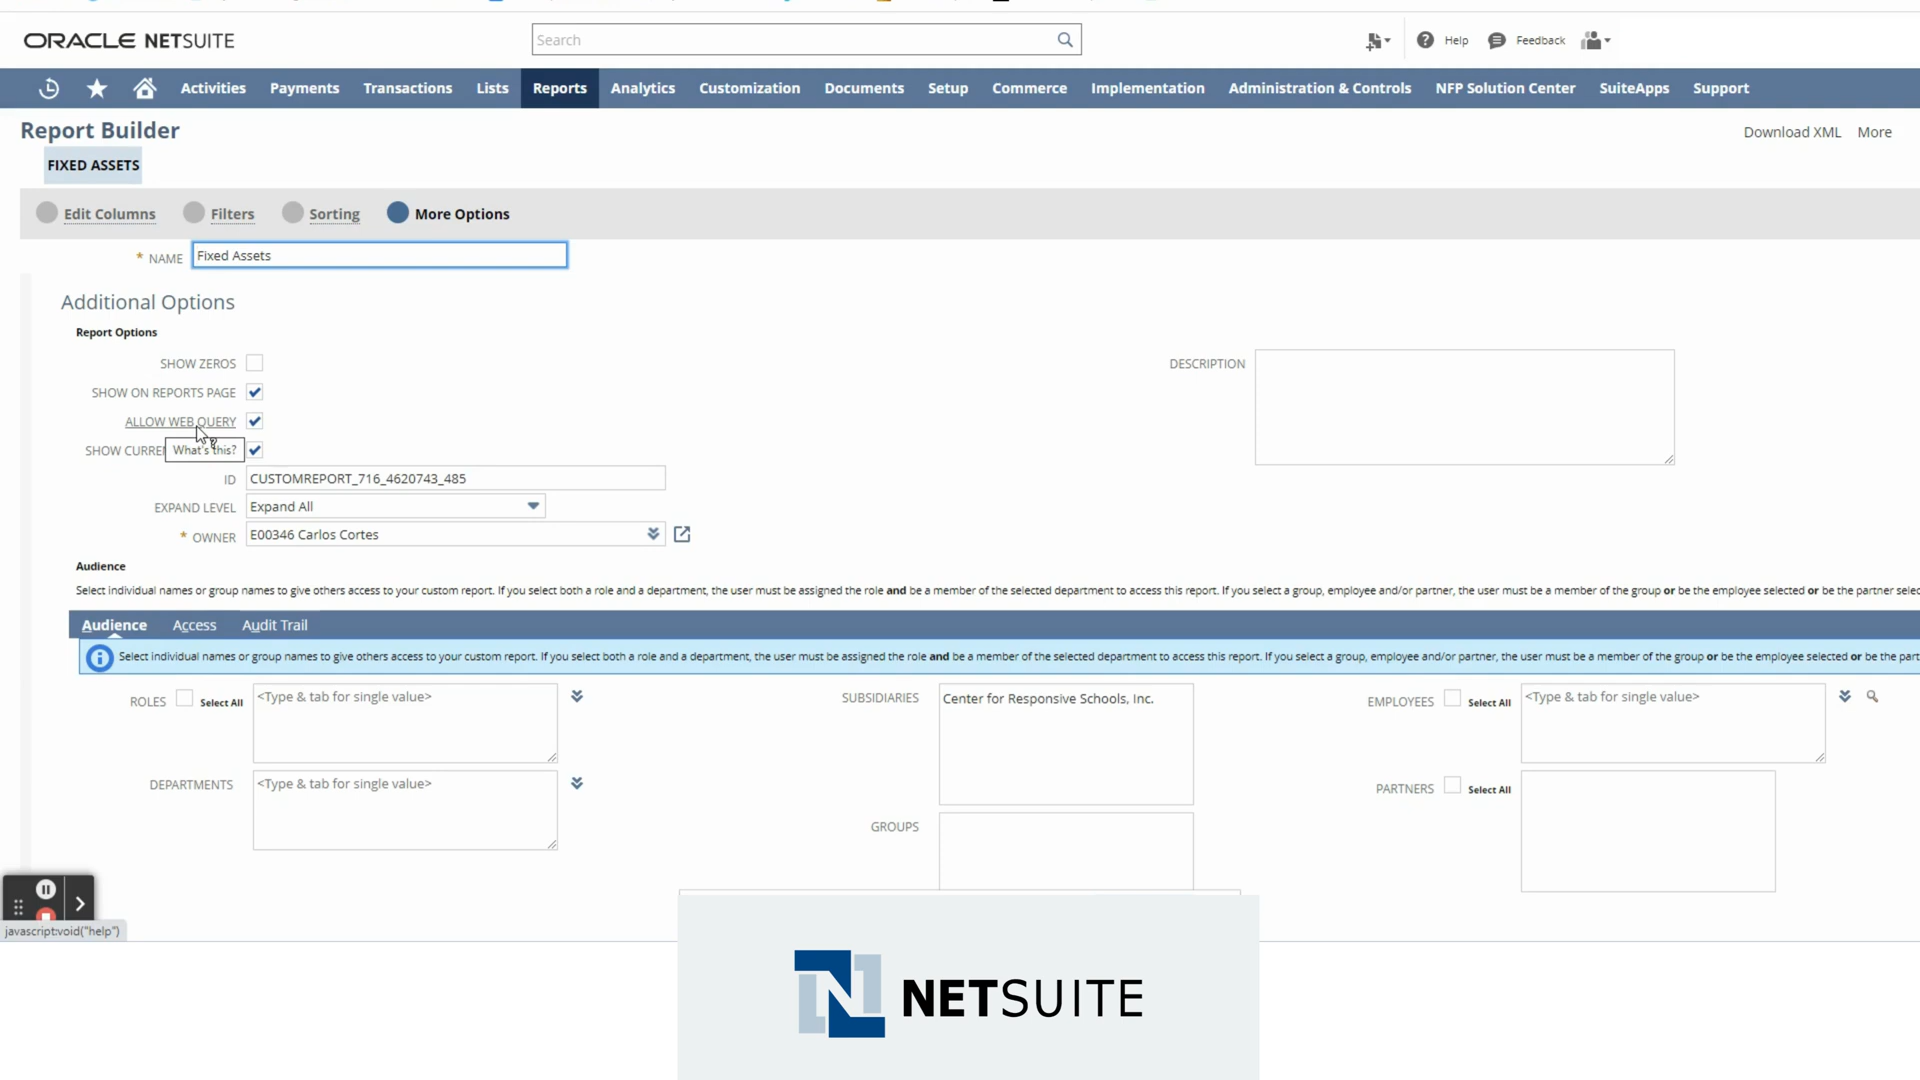 ORACLE NETSUITE
Search
Help
Feedback
Activities Payments Transactions Lists Reports Analytics Customization Documents Setup Commerce Implementation Administration & Controls NFP Solution Center SuiteApps Support
Report Builder
Download XML More
FIXED ASSETS
Edit Columns Filters Sorting More Options
* NAME Fixed Assets
Additional Options
Report Options
SHOW ZEROS
DESCRIPTION
SHOW ON REPORTS PAGE
ALLOW WEB QUERY
SHOW CURRE
What's this?
ID CUSTOMREPORT_716_4620743_485
EXPAND LEVEL Expand All
* OWNER E00346 Carlos Cortes
Audience
Select individual names or group names to give others access to your custom report. If you select both a role and a department, the user must be assigned the role and be a member of the selected department to access this report. If you select a group, employee and/or partner, the user must be a member of the group or be the employee selected or be the partner selec
Audience Access Audit Trail
Select individual names or group names to give others access to your custom report. If you select both a role and a department, the user must be assigned the role and be a member of the selected department to access this report. If you select a group, employee and/or partner, the user must be a member of the group or be the employee selected or be the part
ROLES Select All <Type & tab for single value>
SUBSIDIARIES Center for Responsive Schools, Inc.
EMPLOYEES Select All <Type & tab for single value>
DEPARTMENTS <Type & tab for single value>
PARTNERS Select All
GROUPS
javascript:void("help")
NETSUITE